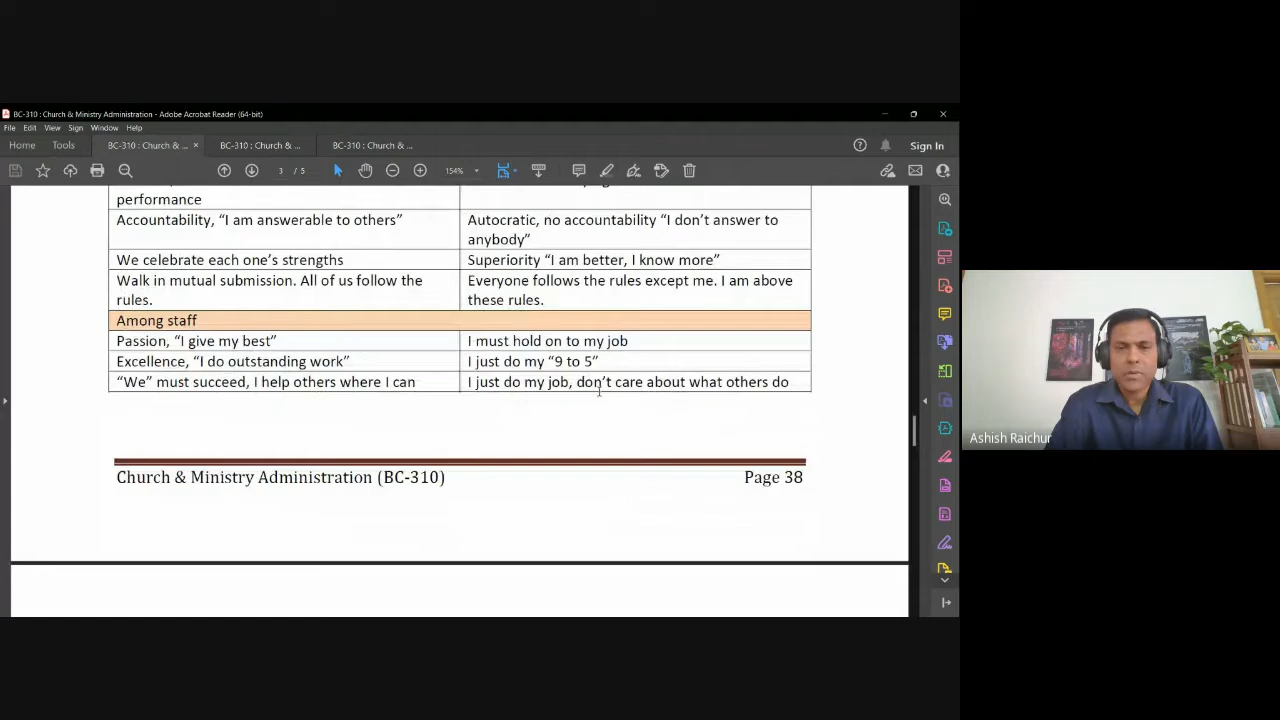 BC-310 : Church & Ministry Administration - Adobe Acrobat Reader (64-bit)
File Edit View Sign Window Help
Home Tools BC-310 : Church & ... × BC-310 : Church & ... BC-310 : Church & ... Sign In
3 / 5 154%
performance
Accountability, “I am answerable to others” Autocratic, no accountability “I don’t answer to
anybody”
We celebrate each one’s strengths Superiority “I am better, I know more”
Walk in mutual submission. All of us follow the Everyone follows the rules except me. I am above
rules. these rules.
Among staff
Passion, “I give my best” I must hold on to my job
Excellence, “I do outstanding work” I just do my “9 to 5”
“We” must succeed, I help others where I can I just do my job, don’t care about what others do
Church & Ministry Administration (BC-310) Page 38
Ashish Raichur